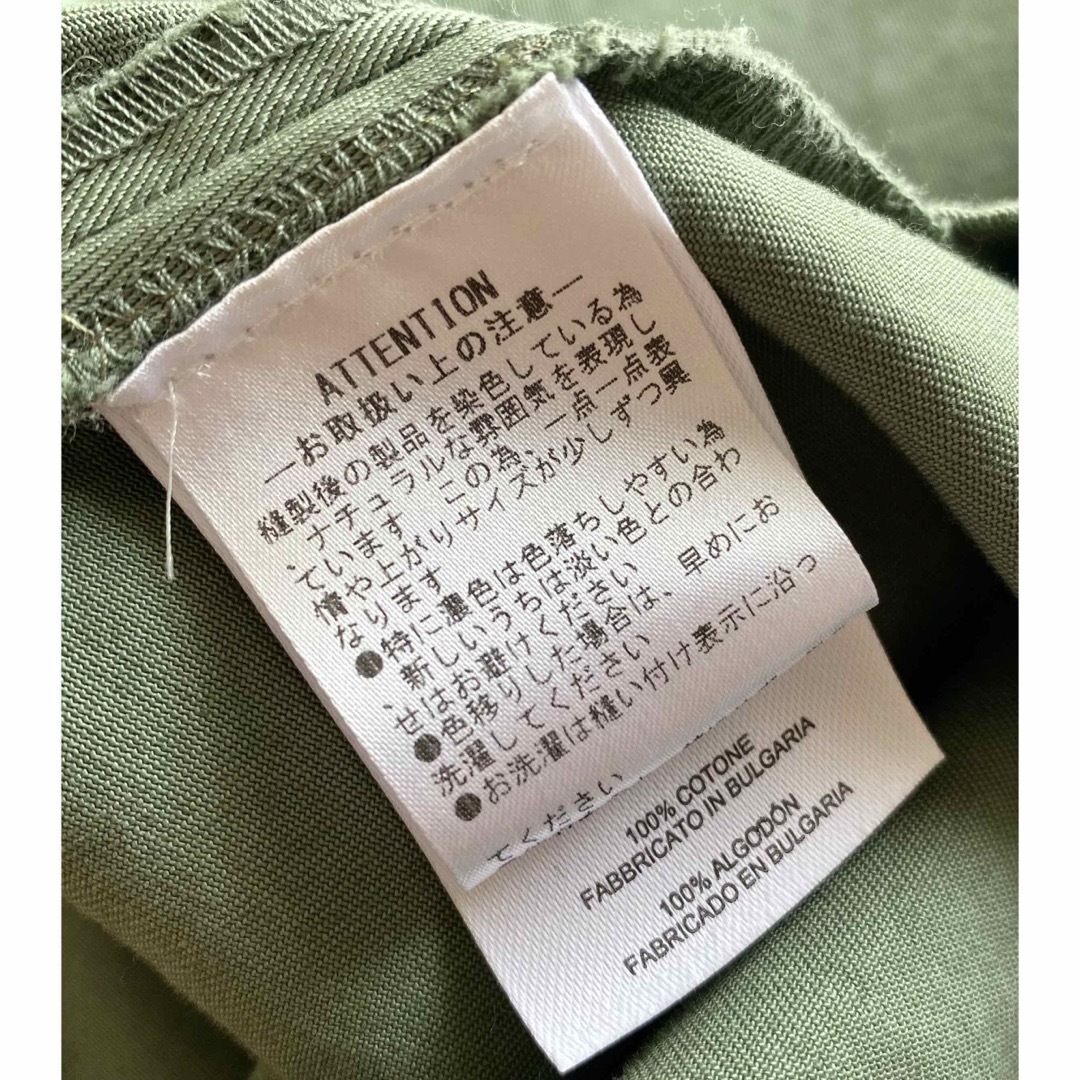 ATTENTION
―お取扱い上の注意―
縫製後の製品を染色している為
、ナチュラルな雰囲気を表現し
ています。この為、一点一点表
情や上がりサイズが少しずつ異
なります。
●特に濃色は色落ちしやすい為
、新しいうちは淡い色との合わ
せはお避けください。
●色移りした場合は、早めにお
洗濯してください。
●お洗濯は縫い付け表示に沿っ
てください。
100% COTONE
FABBRICATO IN BULGARIA
100% ALGODÓN
FABRICADO EN BULGARIA